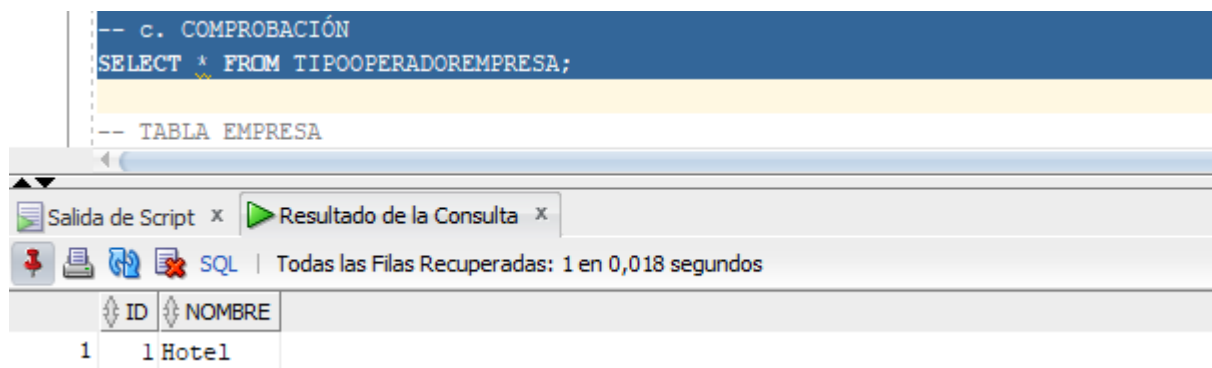 -- c. COMPROBACIÓN
SELECT * FROM TIPOOPERADOREMPRESA;
-- TABLA EMPRESA
Salida de Script x Resultado de la Consulta x
SQL | Todas las Filas Recuperadas: 1 en 0,018 segundos
ID NOMBRE
1 1 Hotel